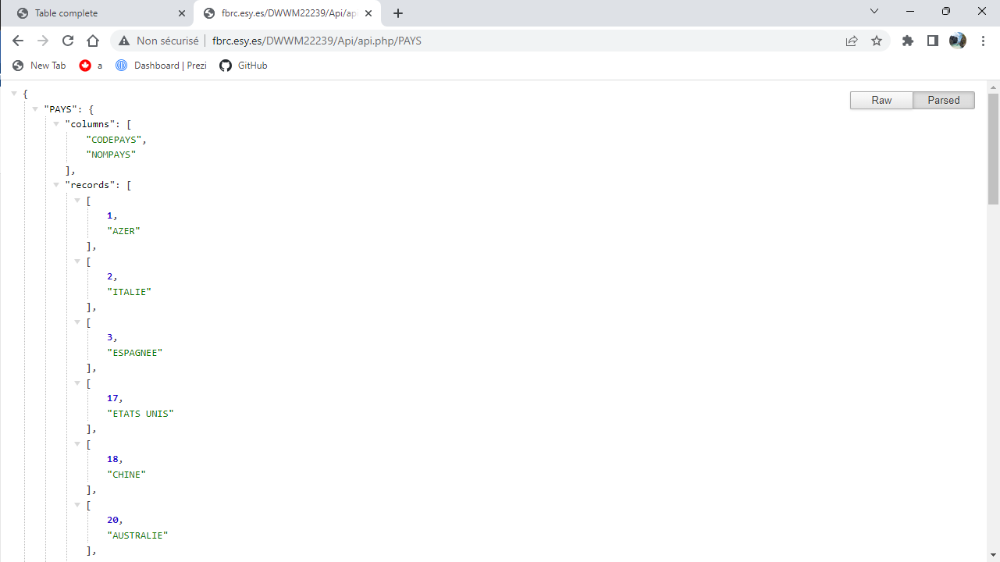 Table complete
fbrc.esy.es/DWWM22239/Api/ap
Non sécurisé
fbrc.esy.es/DWWM22239/Api/api.php/PAYS
New Tab
a
Dashboard | Prezi
GitHub
Raw
Parsed
{
"PAYS": {
"columns": [
"CODEPAYS",
"NOMPAYS"
],
"records": [
[
1,
"AZER"
],
[
2,
"ITALIE"
],
[
3,
"ESPAGNEE"
],
[
17,
"ETATS UNIS"
],
[
18,
"CHINE"
],
[
20,
"AUSTRALIE"
],